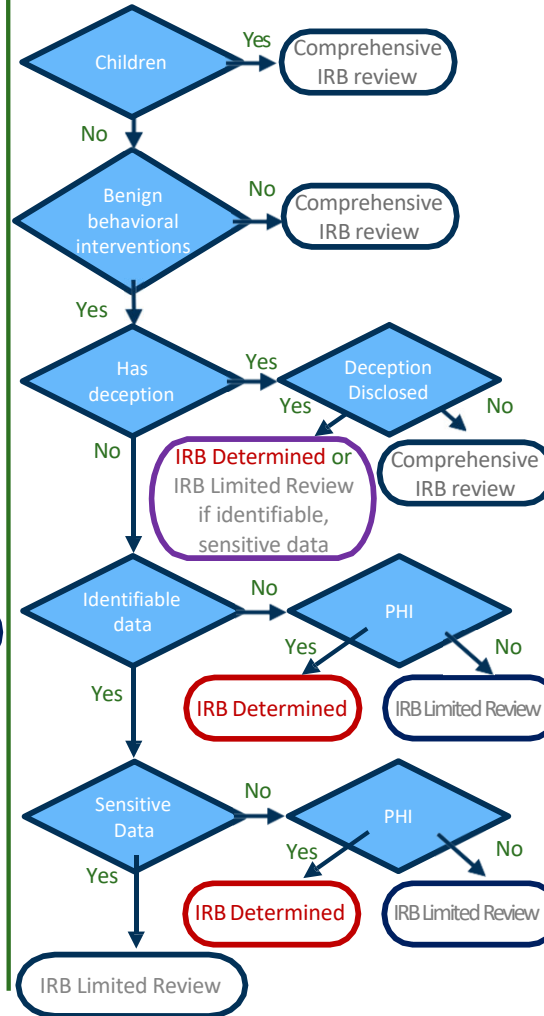 Children
Yes
Comprehensive
IRB review
No
Benign
behavioral
interventions
No
Comprehensive
IRB review
Yes
Has
deception
Yes
Deception
Disclosed
No
Yes
No
IRB Determined or
IRB Limited Review
if identifiable,
sensitive data
Comprehensive
IRB review
Identifiable
data
No
PHI
Yes
Yes
No
IRB Determined
IRB Limited Review
Sensitive
Data
No
PHI
Yes
Yes
No
IRB Determined
IRB Limited Review
IRB Limited Review